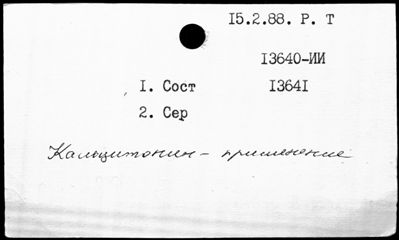 15.2.88. Р. Т
13640-ИИ
1. Сост 13641
2. Сер
Кальцитонин – применение